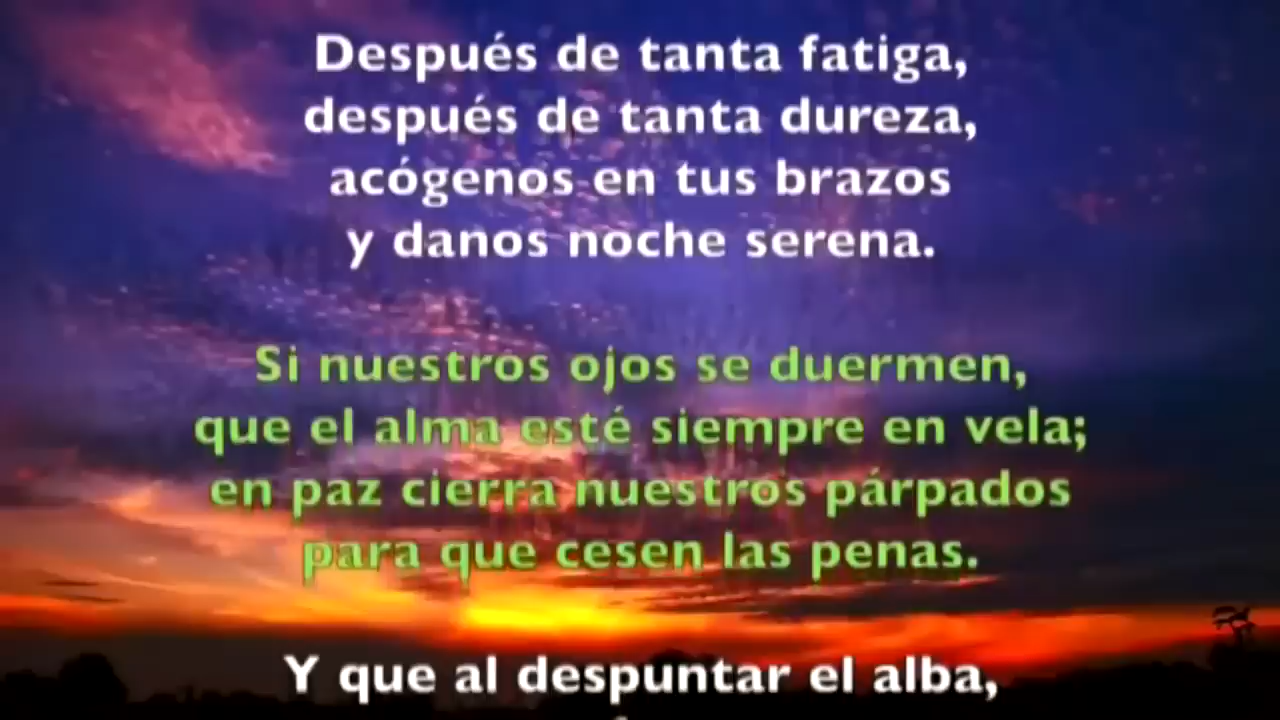 Después de tanta fatiga,
después de tanta dureza,
acógenos en tus brazos
y danos noche serena.
Si nuestros ojos se duermen,
que el alma esté siempre en vela;
en paz cierra nuestros párpados
para que cesen las penas.
Y que al despuntar el alba,